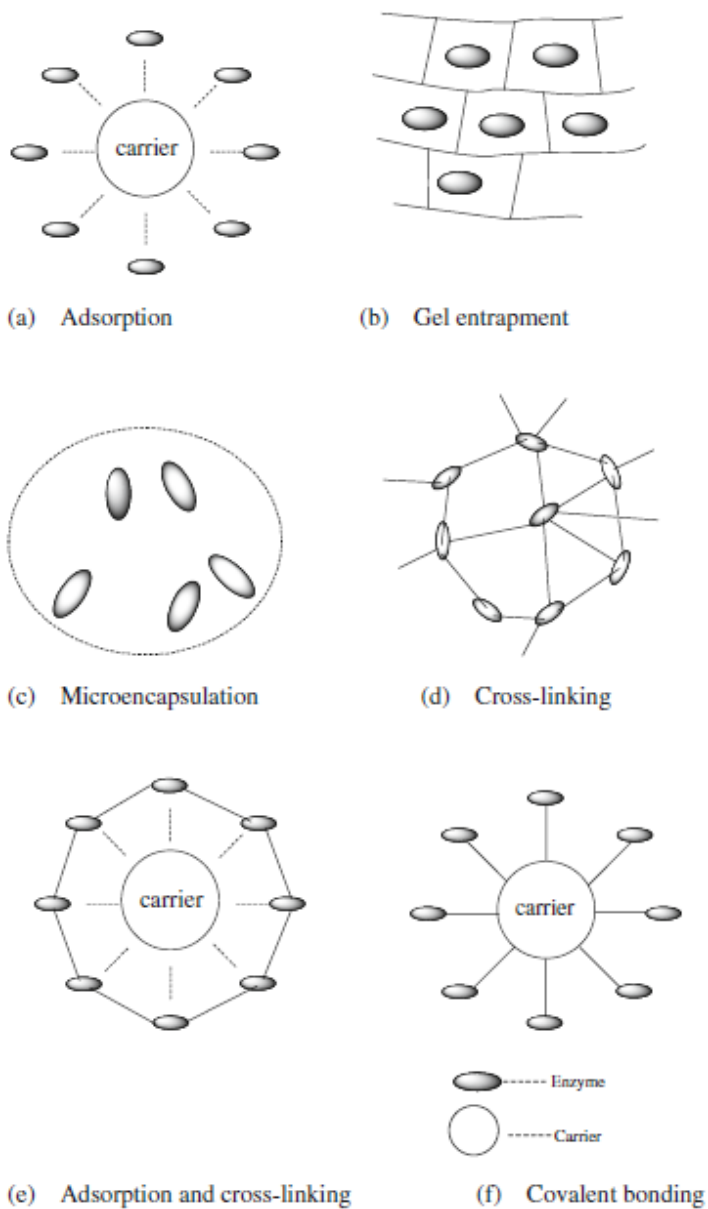 carrier
(a) Adsorption
(b) Gel entrapment
(c) Microencapsulation
(d) Cross-linking
carrier
carrier
Enzyme
Carrier
(e) Adsorption and cross-linking
(f) Covalent bonding